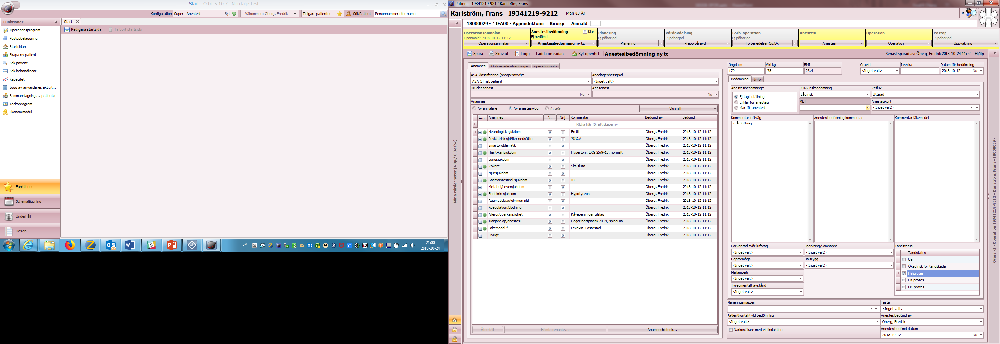 Start - Orbit 5.10.7 - Norrtälje Test
Konfiguration Super - Anestesi Byt Välkommen: Öberg, Fredrik Tidigare patienter Sök Patient Personnummer eller namn
Funktioner «
Start X
Redigera startsida Ta bort startsida
Operationsprogram
Postopbeläggning
Startsidan
Skapa ny patient
Sök patient
Sök behandlingar
Kapacitet
Logg av användares aktivit...
Sammanslagning av patienter
Veckoprogram
Ekonomimodul
Funktioner
Schemaläggning
Underhåll
Design
SV
21:00
2018-10-24
Patient - 19341219-9212 Karlström, Frans
Karlström, Frans 19341219-9212 - Man 83 År
18000029 - *JEA00 - Appendektomi Kirurgi Anmäld
Operationsanmälan
Opanmäld: 2018-10-12 11:12
Operationsanmälan
Anestesibedömning Klar
Ej bedömd
Anestesibedömning ny tc
Planering
Ej påbörjad
Planering
Vårdavdelning
Ej påbörjad
Preop på avd
Förb. operation
Ej påbörjad
Förberedelser Op/Dk
Anestesi
Anestesi
Operation
Operation
Postop
Ej påbörjad
Uppvakning
Spara Skriv ut Logg Ladda om sidan Byt openhet Anestesibedömning ny tc Senast sparad av: Öberg, Fredrik 2018-10-24 11:02 Hjälp
Mina vårdenheter (4 Op./ 0 Besök)
Anamnes Ordinerade utredningar operationsinfo
ASA-klassificering (preoperativt)* Angelägenhetsgrad
ASA 1 Frisk patient <Inget valt>
Druckit senast Ätit senast
Nu Nu
Anamnes
Av anmälare Av anestesiolog Av alla Visa allt
E... Anamnes Ja Nej Kommentar Bedömd av Bedömd
Klicka här för att skapa ny
Neurologisk sjukdom En till Öberg, Fredrik 2018-10-12 11:12
Psykiatrisk sjd/fkn-nedsättn ?&%# Öberg, Fredrik 2018-10-12 11:12
Smärtproblematik Öberg, Fredrik 2018-10-12 11:12
Hjärt-kärlsjukdom Hypertoni. EKG 25/9-18: normalt Öberg, Fredrik 2018-10-12 11:12
Lungsjukdom Öberg, Fredrik 2018-10-12 11:12
Rökare Ska sluta Öberg, Fredrik 2018-10-12 11:12
Njursjukdom Öberg, Fredrik 2018-10-12 11:12
Gastrointestinal sjukdom IBS Öberg, Fredrik 2018-10-12 11:12
Metabol/Leversjukdom Öberg, Fredrik 2018-10-12 11:12
Endokrin sjukdom Hypotyreos Öberg, Fredrik 2018-10-12 11:12
Reumatisk/autoimmun sjd Öberg, Fredrik 2018-10-12 11:12
Koagulation/blödning Öberg, Fredrik 2018-10-12 11:12
Allergi/överkänslighet Kåvepenin ger utslag Öberg, Fredrik 2018-10-12 11:12
Tidigare op/anestesi Höger höftplastik 2014, spinal ua. Öberg, Fredrik 2018-10-12 11:12
Läkemedel * Levaxin. Losarstad. Öberg, Fredrik 2018-10-12 11:12
Övrigt Öberg, Fredrik 2018-10-12 11:12
Återställ Hämta senaste... Anamneshistorik...
Längd cm Vikt kg BMI Gravid I vecka Datum för bedömning
179 75 23,4 <Inget valt> 2018-10-12 Nu
Bedömning Info
Anestesibedömning* PONV riskbedömning Reflux
Ej tagit ställning Låg risk Uttalad
Ej klar för anestesi MET Anestesikort
Klar för anestesi <Inget valt>
Kommentar luftväg Anestesibedömning kommentar Kommentar läkemedel
Svår luftväg
Förväntad svår luftväg Snarkning/Sömnapné Tandstatus
<Inget valt> <Inget valt> Tandstatus
Gapförmåga Halsrygg Ua
<Inget valt> <Inget valt> Ökad risk för tandskada
Mallampati Helprotes
<Inget valt> UK protes
Tyreomentalt avstånd ÖK protes
<Inget valt>
Planeringsmappar Fasta
<Inget valt>
Patientkontakt vid bedömning Anestesibedömd av
<Inget valt> Öberg, Fredrik
Narkosläkare med vid induktion Anestesibedömd datum
2018-10-12 Nu
Översikt - Operation 19341219-9212 - Karlström, Frans - 18000029 -